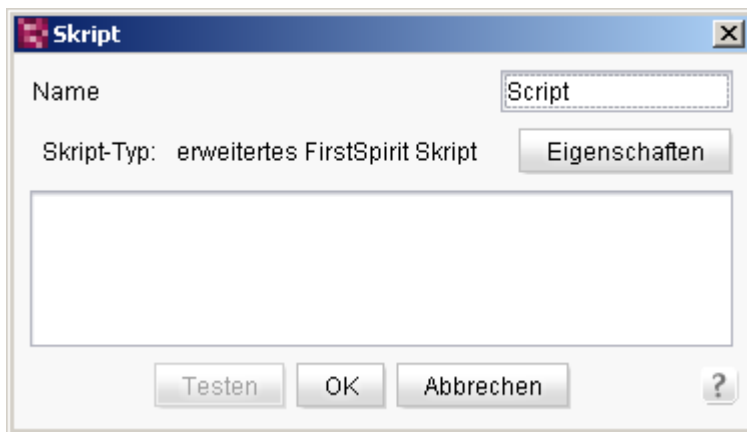 Skript
Name Script
Skript-Typ: erweitertes FirstSpirit Skript Eigenschaften
Testen OK Abbrechen ?